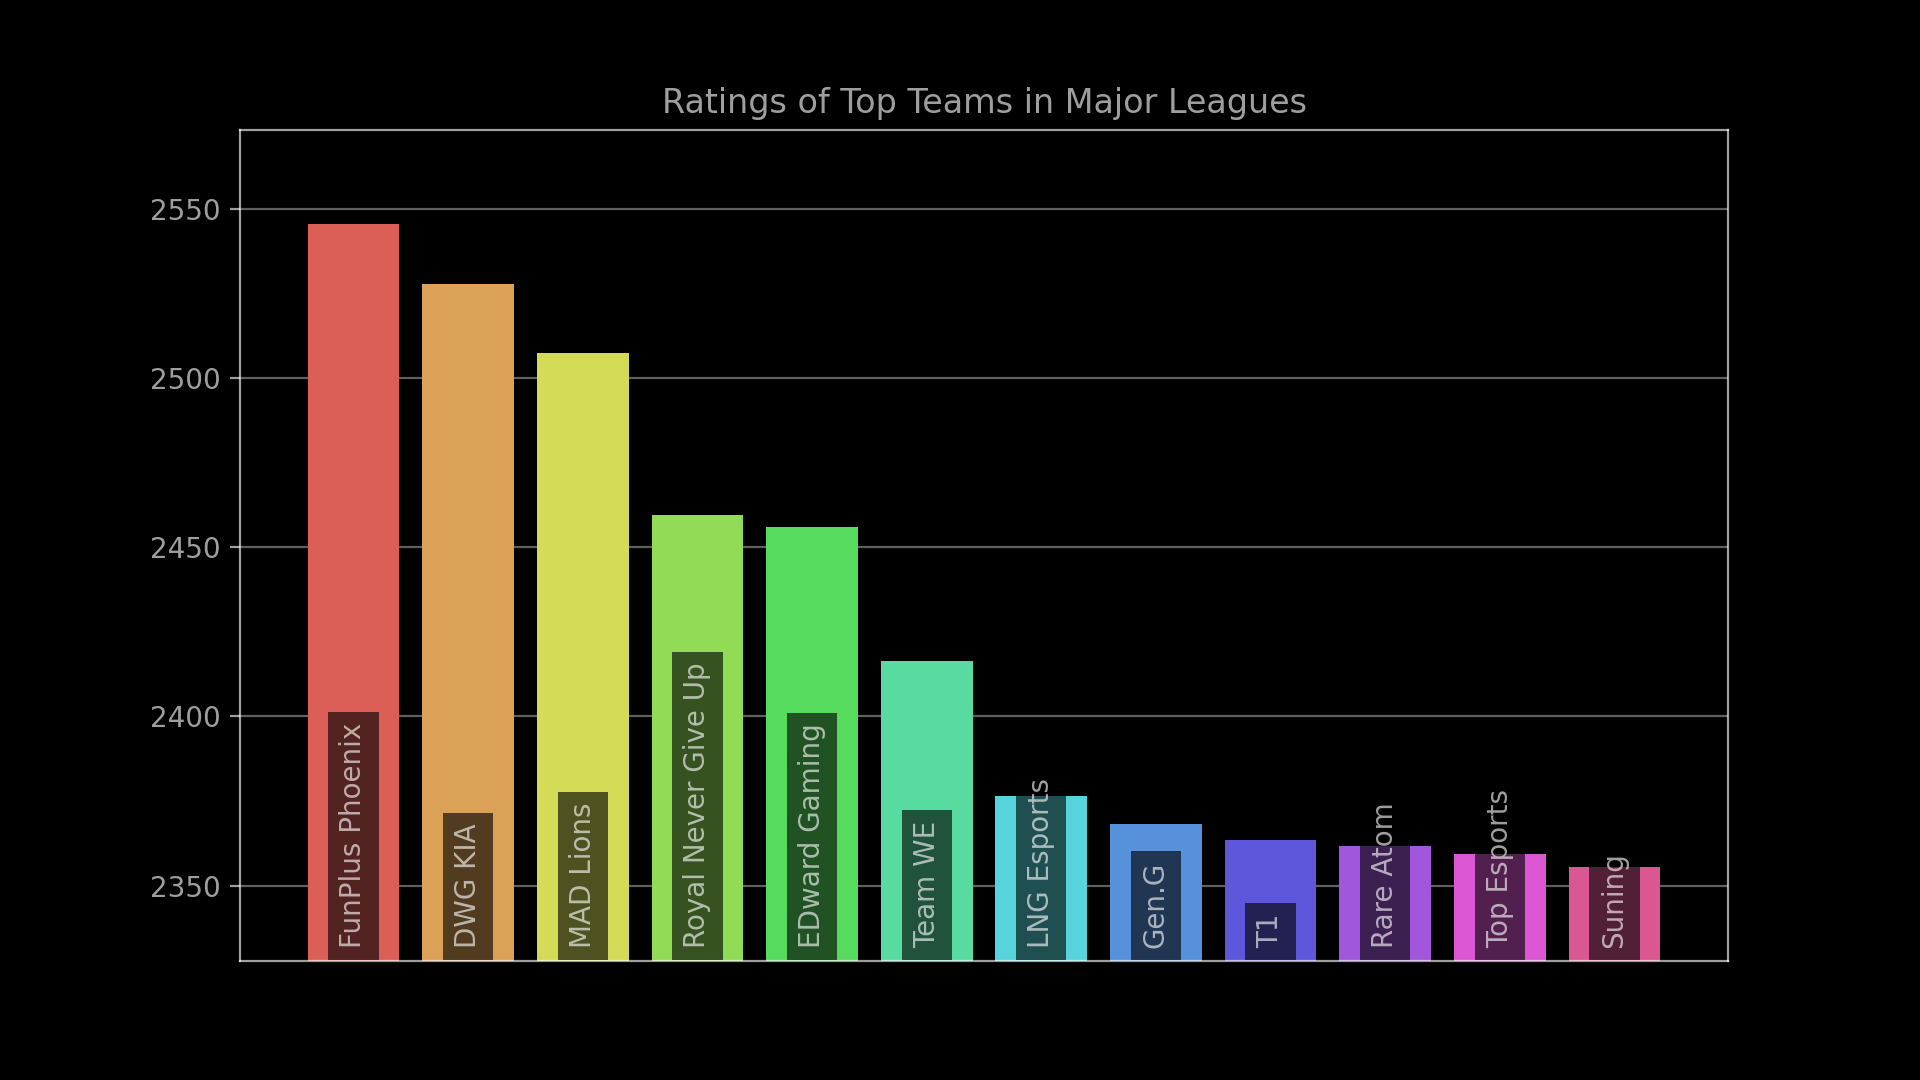 Ratings of Top Teams in Major Leagues
2550
2500
2450
2400
2350
FunPlus Phoenix
DWG KIA
MAD Lions
Royal Never Give Up
EDward Gaming
Team WE
LNG Esports
Gen.G
T1
Rare Atom
Top Esports
Suning